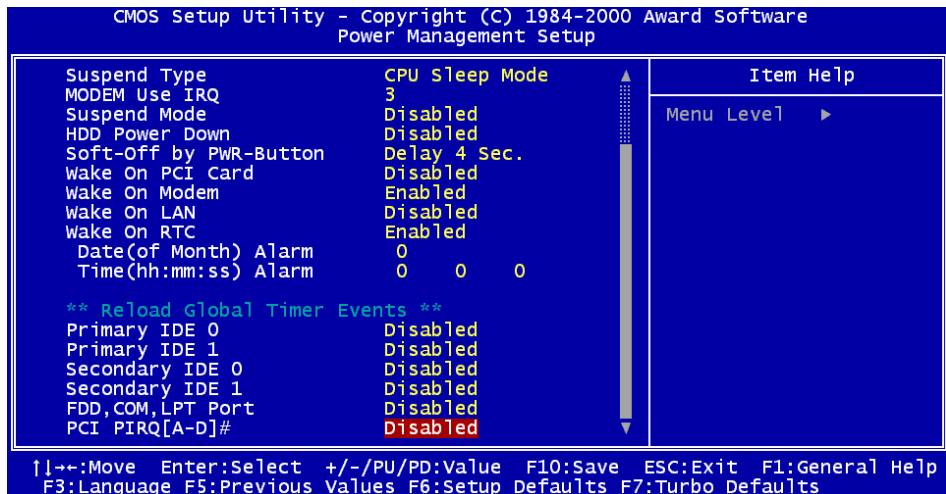 CMOS Setup Utility - Copyright (C) 1984-2000 Award Software
Power Management Setup
Suspend Type CPU Sleep Mode
MODEM Use IRQ 3
Suspend Mode Disabled
HDD Power Down Disabled
Soft-Off by PWR-Button Delay 4 Sec.
Wake On PCI Card Disabled
Wake On Modem Enabled
Wake On LAN Disabled
Wake On RTC Enabled
Date(of Month) Alarm 0
Time(hh:mm:ss) Alarm 0 0 0
** Reload Global Timer Events **
Primary IDE 0 Disabled
Primary IDE 1 Disabled
Secondary IDE 0 Disabled
Secondary IDE 1 Disabled
FDD,COM,LPT Port Disabled
PCI PIRQ[A-D]# Disabled
Item Help
Menu Level ▶
↑↓→←:Move Enter:Select +/-/PU/PD:Value F10:Save ESC:Exit F1:General Help
F3:Language F5:Previous Values F6:Setup Defaults F7:Turbo Defaults